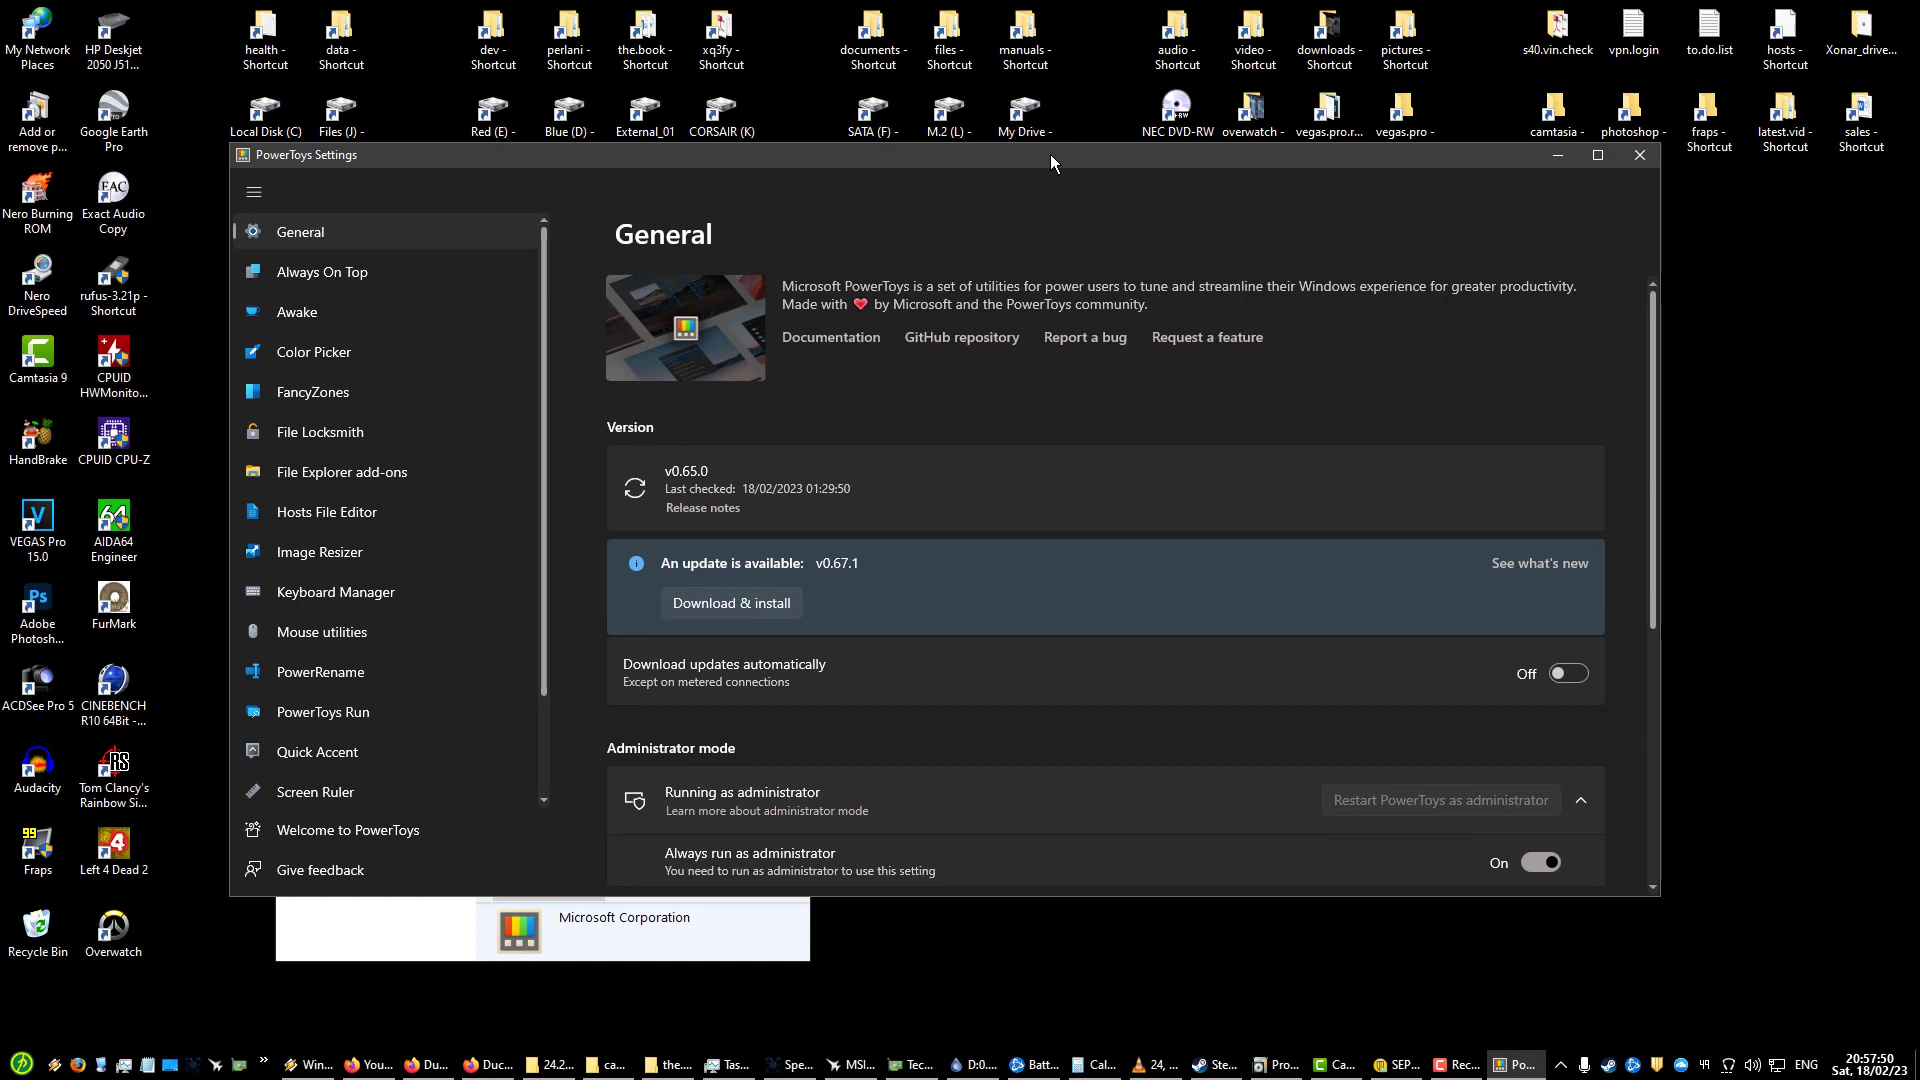 My Network
Places
HP Deskjet
2050 J51...
health -
Shortcut
data -
Shortcut
dev -
Shortcut
perlani -
Shortcut
the.book -
Shortcut
xq3fy -
Shortcut
documents -
Shortcut
files -
Shortcut
manuals -
Shortcut
audio -
Shortcut
video -
Shortcut
downloads -
Shortcut
pictures -
Shortcut
s40.vin.check
vpn.login
to.do.list
hosts -
Shortcut
Xonar_drive...
Add or
remove p...
Google Earth
Pro
Local Disk (C)
Files (J) -
Red (E) -
Blue (D) -
External_01
CORSAIR (K)
SATA (F) -
M.2 (L) -
My Drive -
NEC DVD-RW
overwatch -
vegas.pro.r...
vegas.pro -
camtasia -
photoshop -
fraps -
Shortcut
latest.vid -
Shortcut
sales -
Shortcut
Nero Burning
ROM
EAC
Exact Audio
Copy
Nero
DriveSpeed
rufus-3.21p -
Shortcut
Camtasia 9
CPUID
HWMonito...
HandBrake
CPUID CPU-Z
VEGAS Pro
15.0
64
AIDA64
Engineer
Ps
Adobe
Photosh...
FurMark
ACDSee Pro 5
CINEBENCH
R10 64Bit -...
Audacity
RS
Tom Clancy's
Rainbow Si...
99
Fraps
4
Left 4 Dead 2
Recycle Bin
Overwatch
PowerToys Settings
General
Always On Top
Awake
Color Picker
FancyZones
File Locksmith
File Explorer add-ons
Hosts File Editor
Image Resizer
Keyboard Manager
Mouse utilities
PowerRename
PowerToys Run
Quick Accent
Screen Ruler
Welcome to PowerToys
Give feedback
General
Microsoft PowerToys is a set of utilities for power users to tune and streamline their Windows experience for greater productivity.
Made with ❤ by Microsoft and the PowerToys community.
Documentation
GitHub repository
Report a bug
Request a feature
Version
v0.65.0
Last checked: 18/02/2023 01:29:50
Release notes
An update is available: v0.67.1
See what's new
Download & install
Download updates automatically
Except on metered connections
Off
Administrator mode
Running as administrator
Learn more about administrator mode
Restart PowerToys as administrator
Always run as administrator
You need to run as administrator to use this setting
On
Microsoft Corporation
Win...
You...
Du...
Duc...
24.2...
ca...
the...
Tas...
Spe...
MSI...
Tec...
D:0...
Batt...
Cal...
24, ...
Ste...
Pro...
Ca...
SEP...
Rec...
Po...
ENG
20:57:50
Sat, 18/02/23